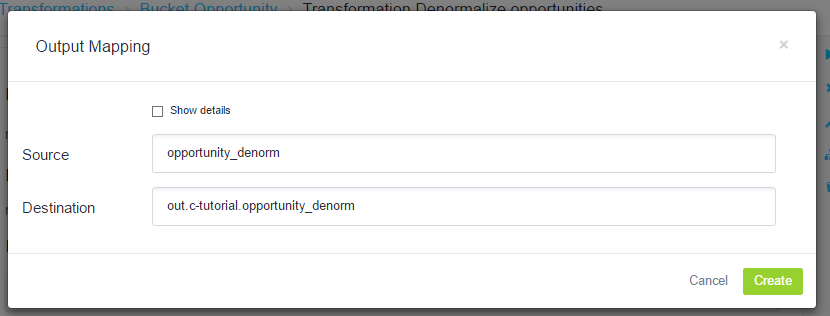 Transformations > Bucket Opportunity > Transformation Denormalize opportunities
Output Mapping ×
Show details
Source opportunity_denorm
Destination out.c-tutorial.opportunity_denorm
Cancel Create